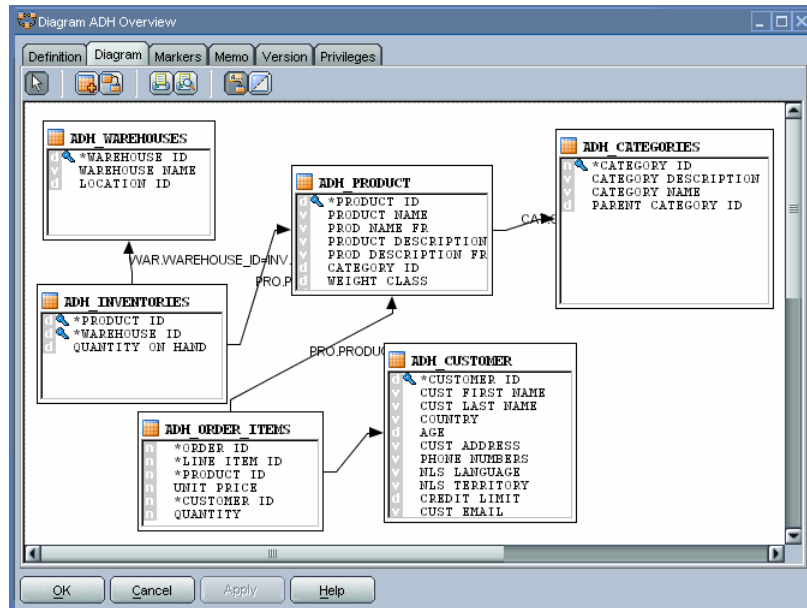 Diagram ADH Overview
Definition Diagram Markers Memo Version Privileges
ADH_WAREHOUSES
d *WAREHOUSE ID
v WAREHOUSE NAME
d LOCATION ID
ADH_CATEGORIES
n *CATEGORY ID
v CATEGORY DESCRIPTION
v CATEGORY NAME
d PARENT CATEGORY ID
ADH_PRODUCT
d *PRODUCT ID
v PRODUCT NAME
v PROD NAME FR
v PRODUCT DESCRIPTION
v PROD DESCRIPTION FR
d CATEGORY ID
d WEIGHT CLASS
WAR.WAREHOUSE_ID=INV.
PRO.P
ADH_INVENTORIES
d *PRODUCT ID
d *WAREHOUSE ID
d QUANTITY ON HAND
PRO.PRODUC
ADH_CUSTOMER
d *CUSTOMER ID
v CUST FIRST NAME
v CUST LAST NAME
v COUNTRY
d AGE
v CUST ADDRESS
v PHONE NUMBERS
v NLS LANGUAGE
v NLS TERRITORY
d CREDIT LIMIT
v CUST EMAIL
ADH_ORDER_ITEMS
n *ORDER ID
n *LINE ITEM ID
n *PRODUCT ID
n UNIT PRICE
n *CUSTOMER ID
n QUANTITY
OK Cancel Apply Help